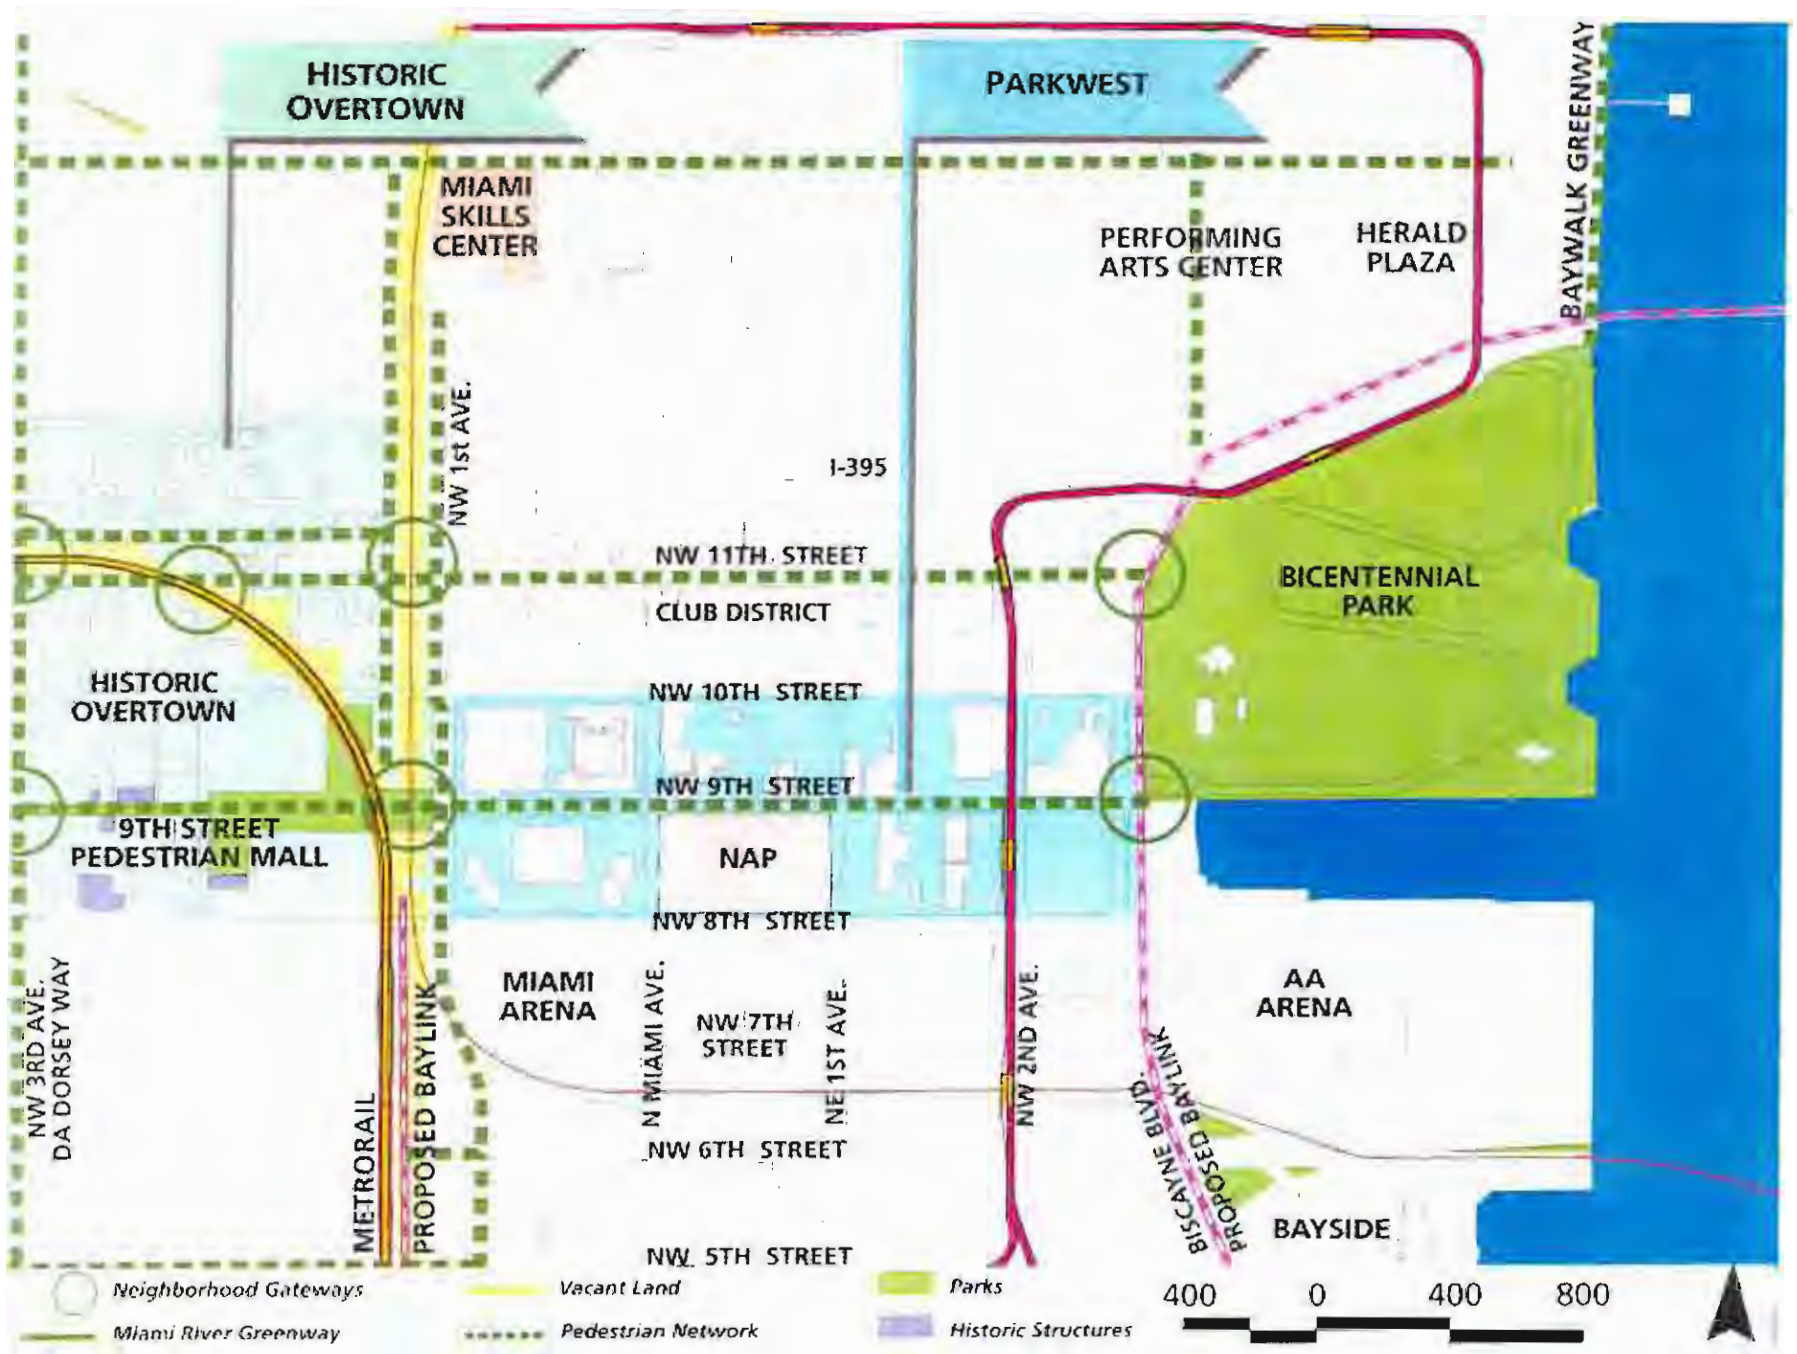 HISTORIC
OVERTOWN
PARKWEST
BAYWALK GREENWAY
MIAMI
SKILLS
CENTER
PERFORMING
ARTS CENTER
HERALD
PLAZA
NW 1st AVE.
I-395
NW 11TH STREET
CLUB DISTRICT
BICENTENNIAL
PARK
HISTORIC
OVERTOWN
NW 10TH STREET
NW 9TH STREET
9TH STREET
PEDESTRIAN MALL
NAP
NW 8TH STREET
NW 3RD AVE.
DA DORSEY WAY
METRORAIL
PROPOSED BAYLINK
MIAMI
ARENA
N MIAMI AVE.
NW 7TH
STREET
NE 1ST AVE.
NW 2ND AVE.
AA
ARENA
BISCAYNE BLVD.
PROPOSED BAYLINK
NW 6TH STREET
BAYSIDE
NW 5TH STREET
Neighborhood Gateways
Vacant Land
Parks
400 0 400 800
Miami River Greenway
Pedestrian Network
Historic Structures